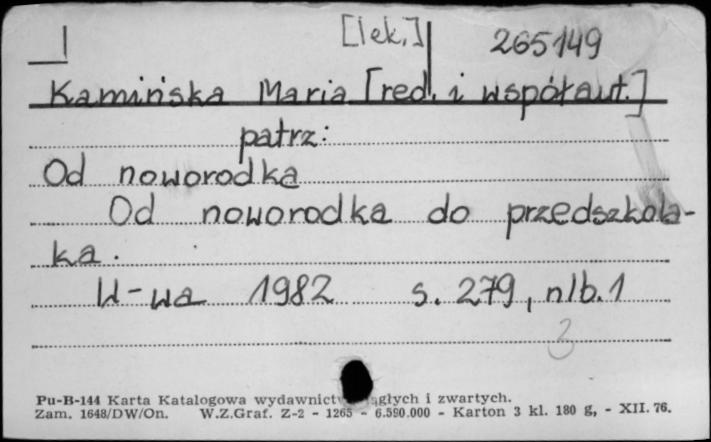 I [lek.] 265149
Kamińska Maria [red. i współaut.]
patrz:
Od noworodka
Od noworodka do przedszkola-
ka.
W-wa 1982 s. 279, nlb. 1
3
Pu-B-144 Karta Katalogowa wydawnictw ciągłych i zwartych.
Zam. 1648/DW/On. W.Z.Graf. Z-2 - 1265 - 6.590.000 - Karton 3 kl. 180 g, - XII. 76.